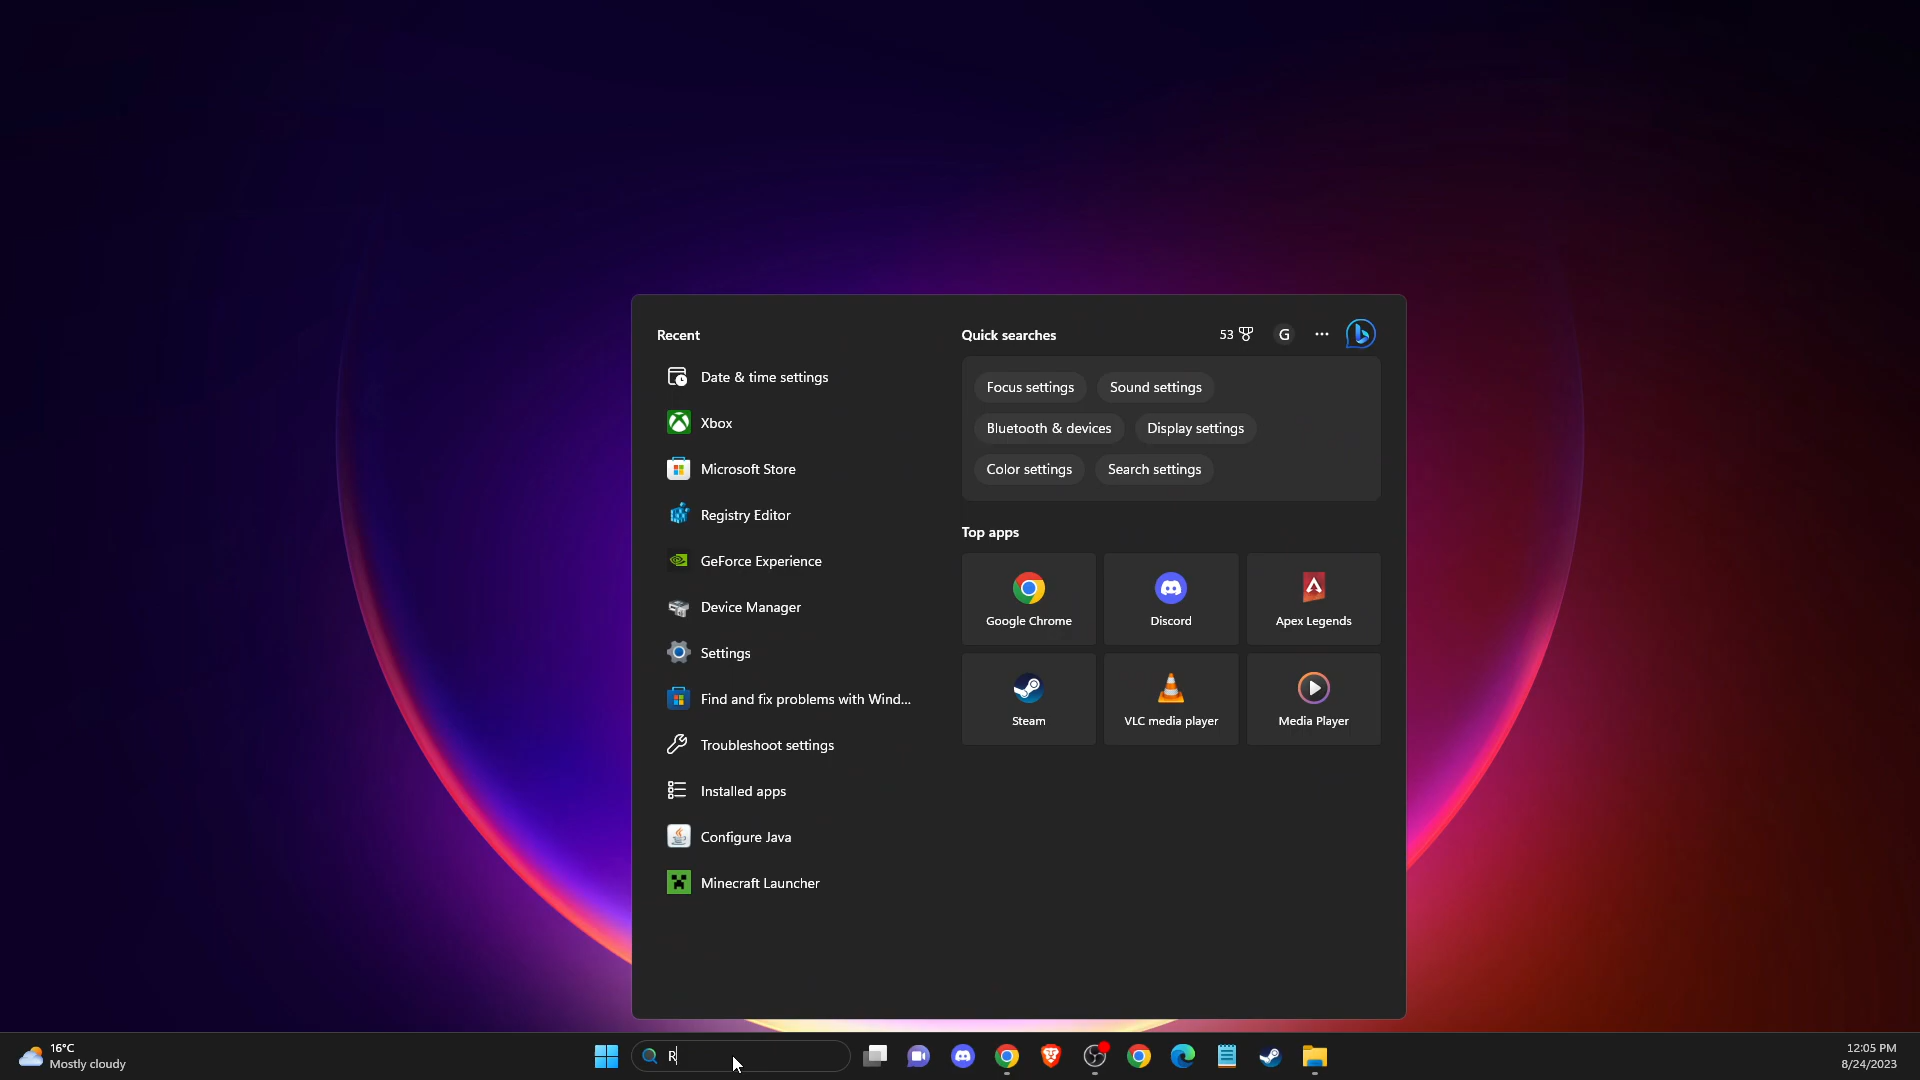 Recent
Date & time settings
Xbox
Microsoft Store
Registry Editor
GeForce Experience
Device Manager
Settings
Find and fix problems with Wind...
Troubleshoot settings
Installed apps
Configure Java
Minecraft Launcher
Quick searches
53
G
Focus settings
Sound settings
Bluetooth & devices
Display settings
Color settings
Search settings
Top apps
Google Chrome
Discord
Apex Legends
Steam
VLC media player
Media Player
16°C
Mostly cloudy
R
12:05 PM
8/24/2023